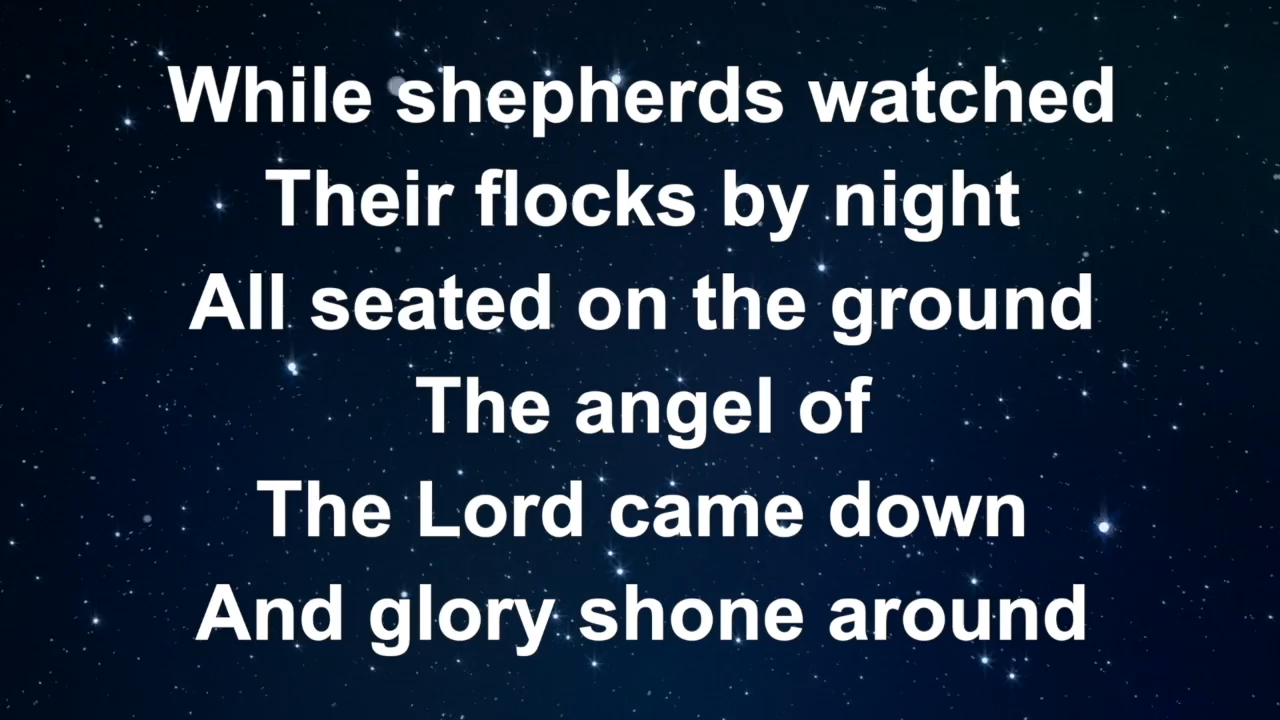 While shepherds watched
Their flocks by night
All seated on the ground
The angel of
The Lord came down
And glory shone around